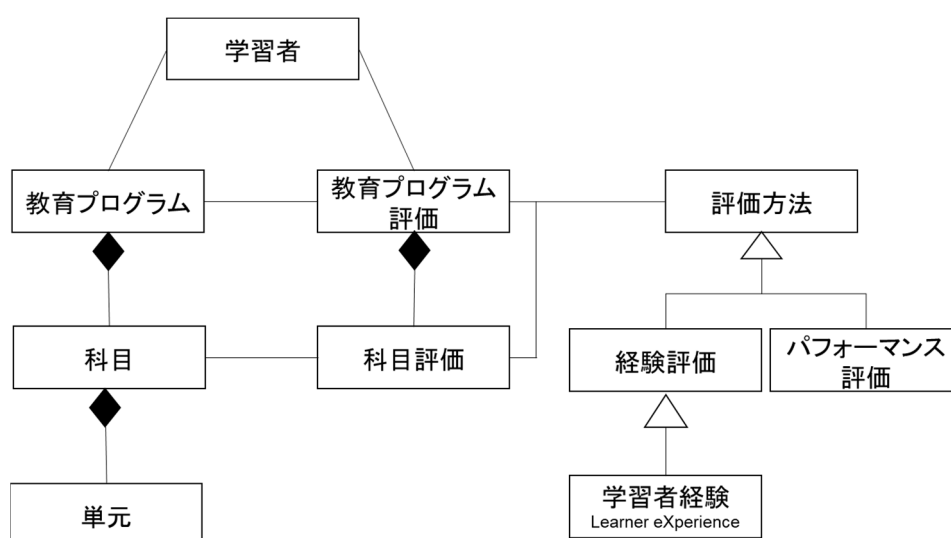 学習者
教育プログラム
教育プログラム
評価
評価方法
科目
科目評価
経験評価
パフォーマンス
評価
単元
学習者経験
Learner eXperience